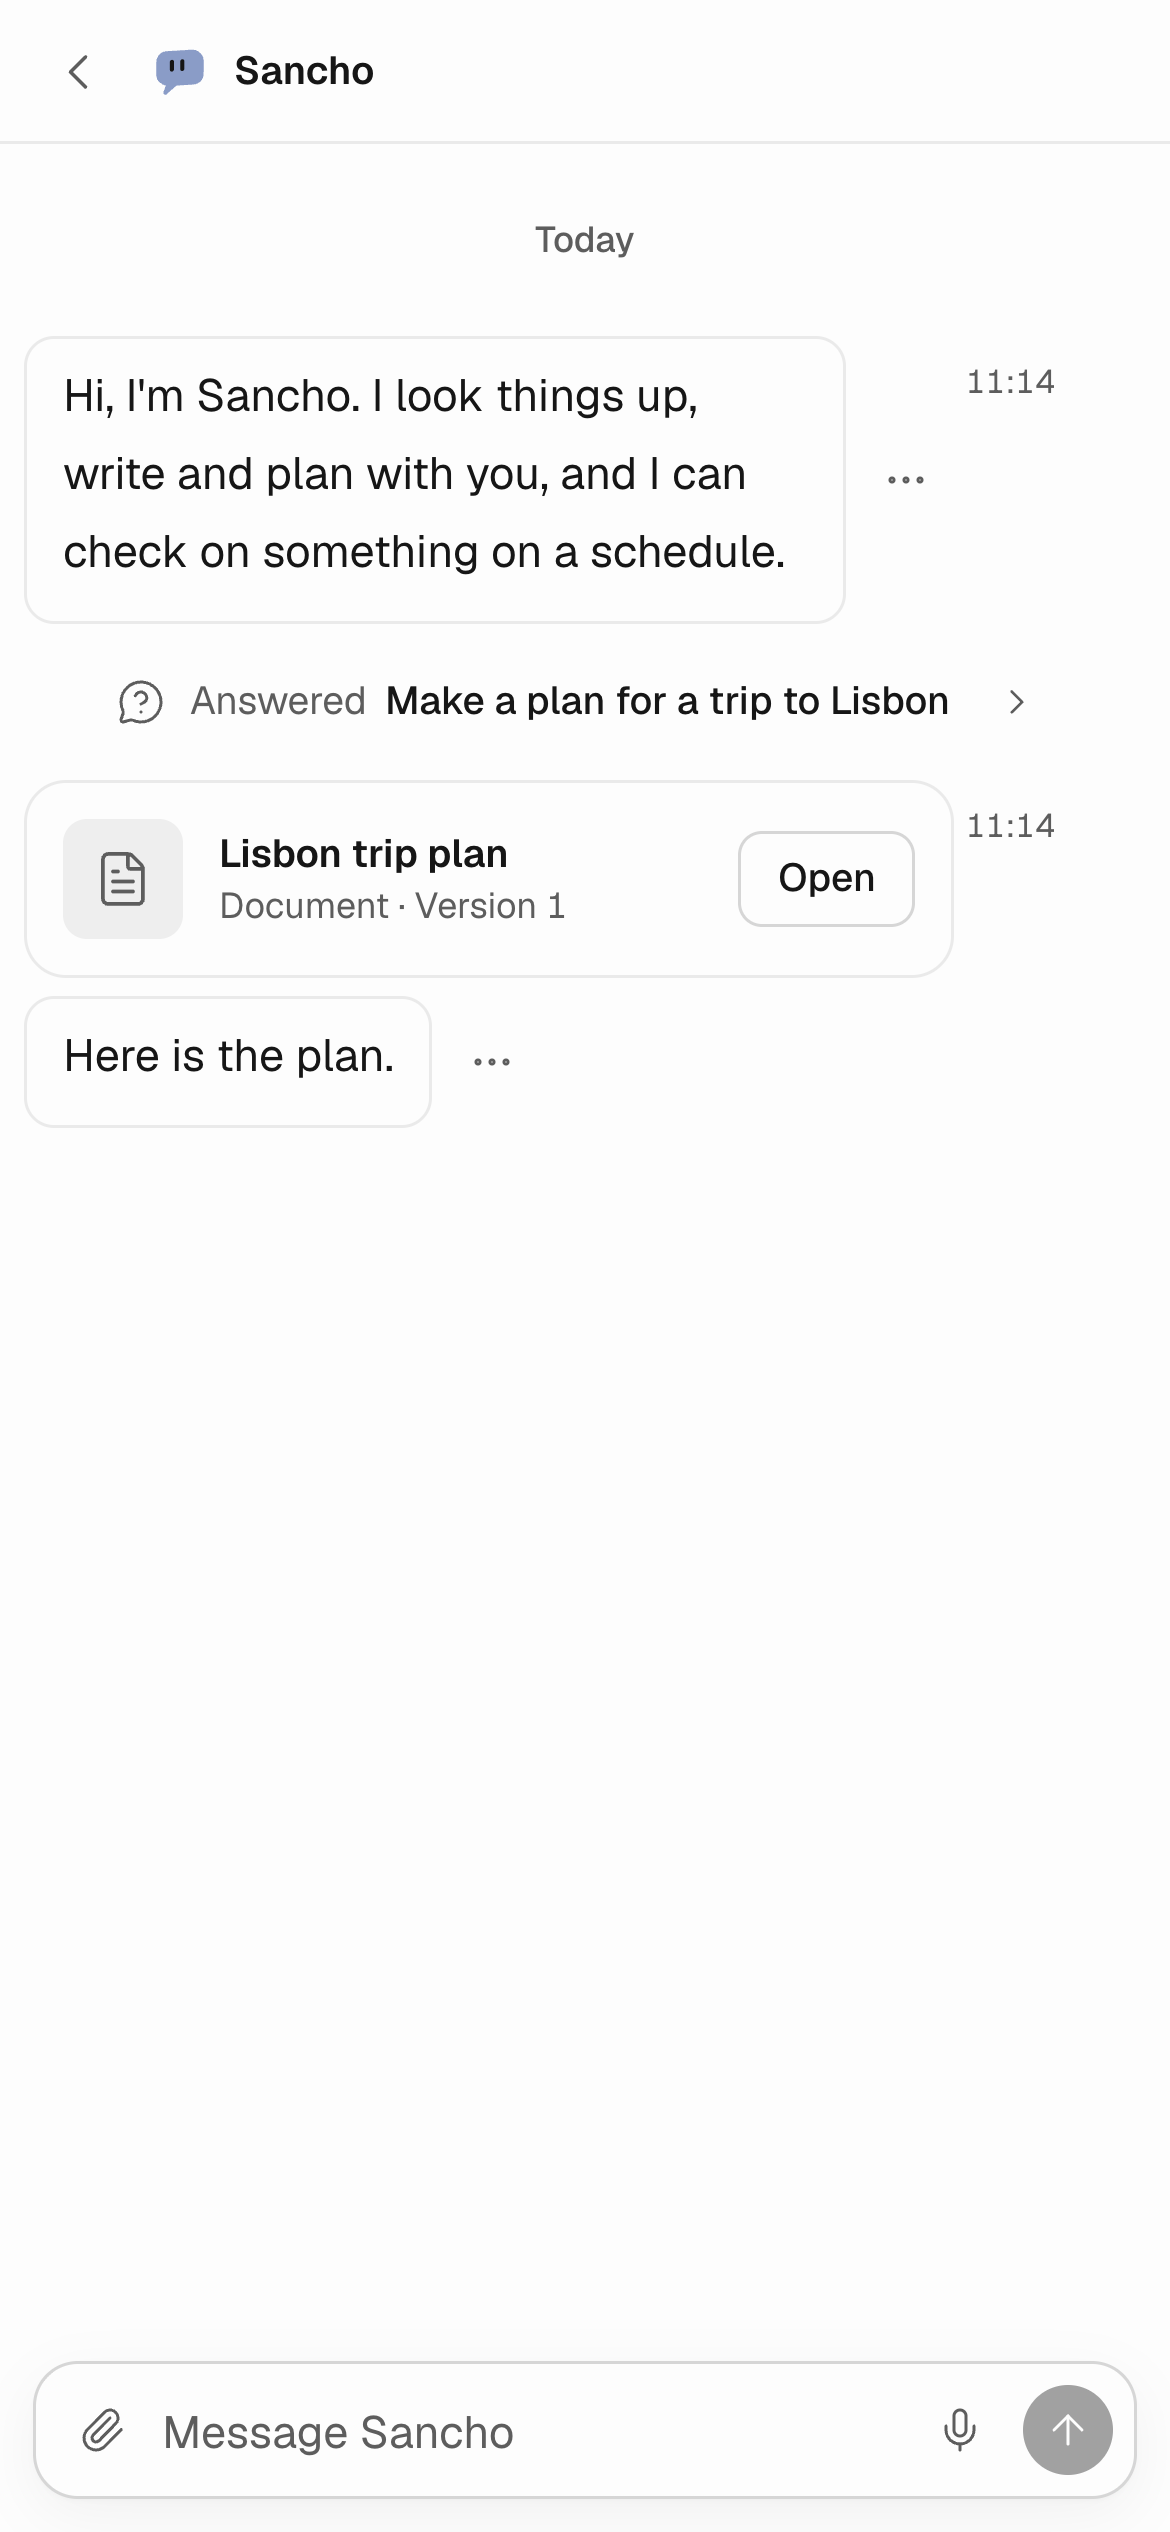 Sancho
Today
Hi, I'm Sancho. I look things up,
write and plan with you, and I can
check on something on a schedule.
11:14
Answered Make a plan for a trip to Lisbon
Lisbon trip plan
Document · Version 1
Open
11:14
Here is the plan.
Message Sancho